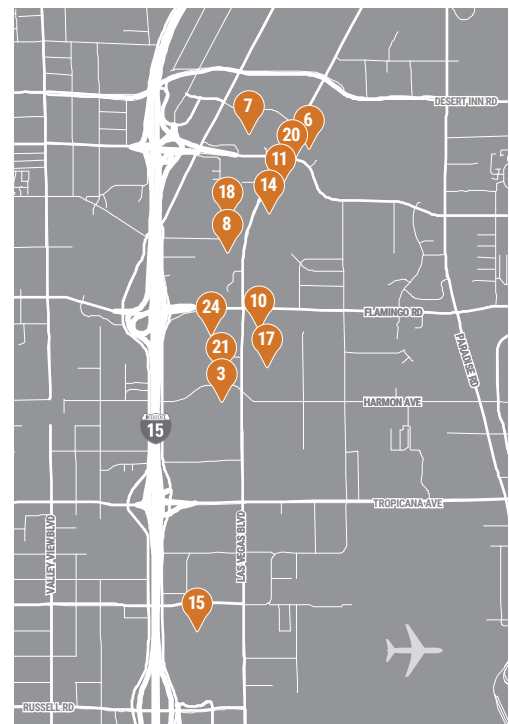 DESERT INN RD
7
6
20
11
14
18
8
24
10
FLAMINGO RD
17
21
PARADISE RD
3
HARMON AVE
INTERSTATE
15
TROPICANA AVE
VALLEY VIEW BLVD
LAS VEGAS BLVD
15
RUSSELL RD